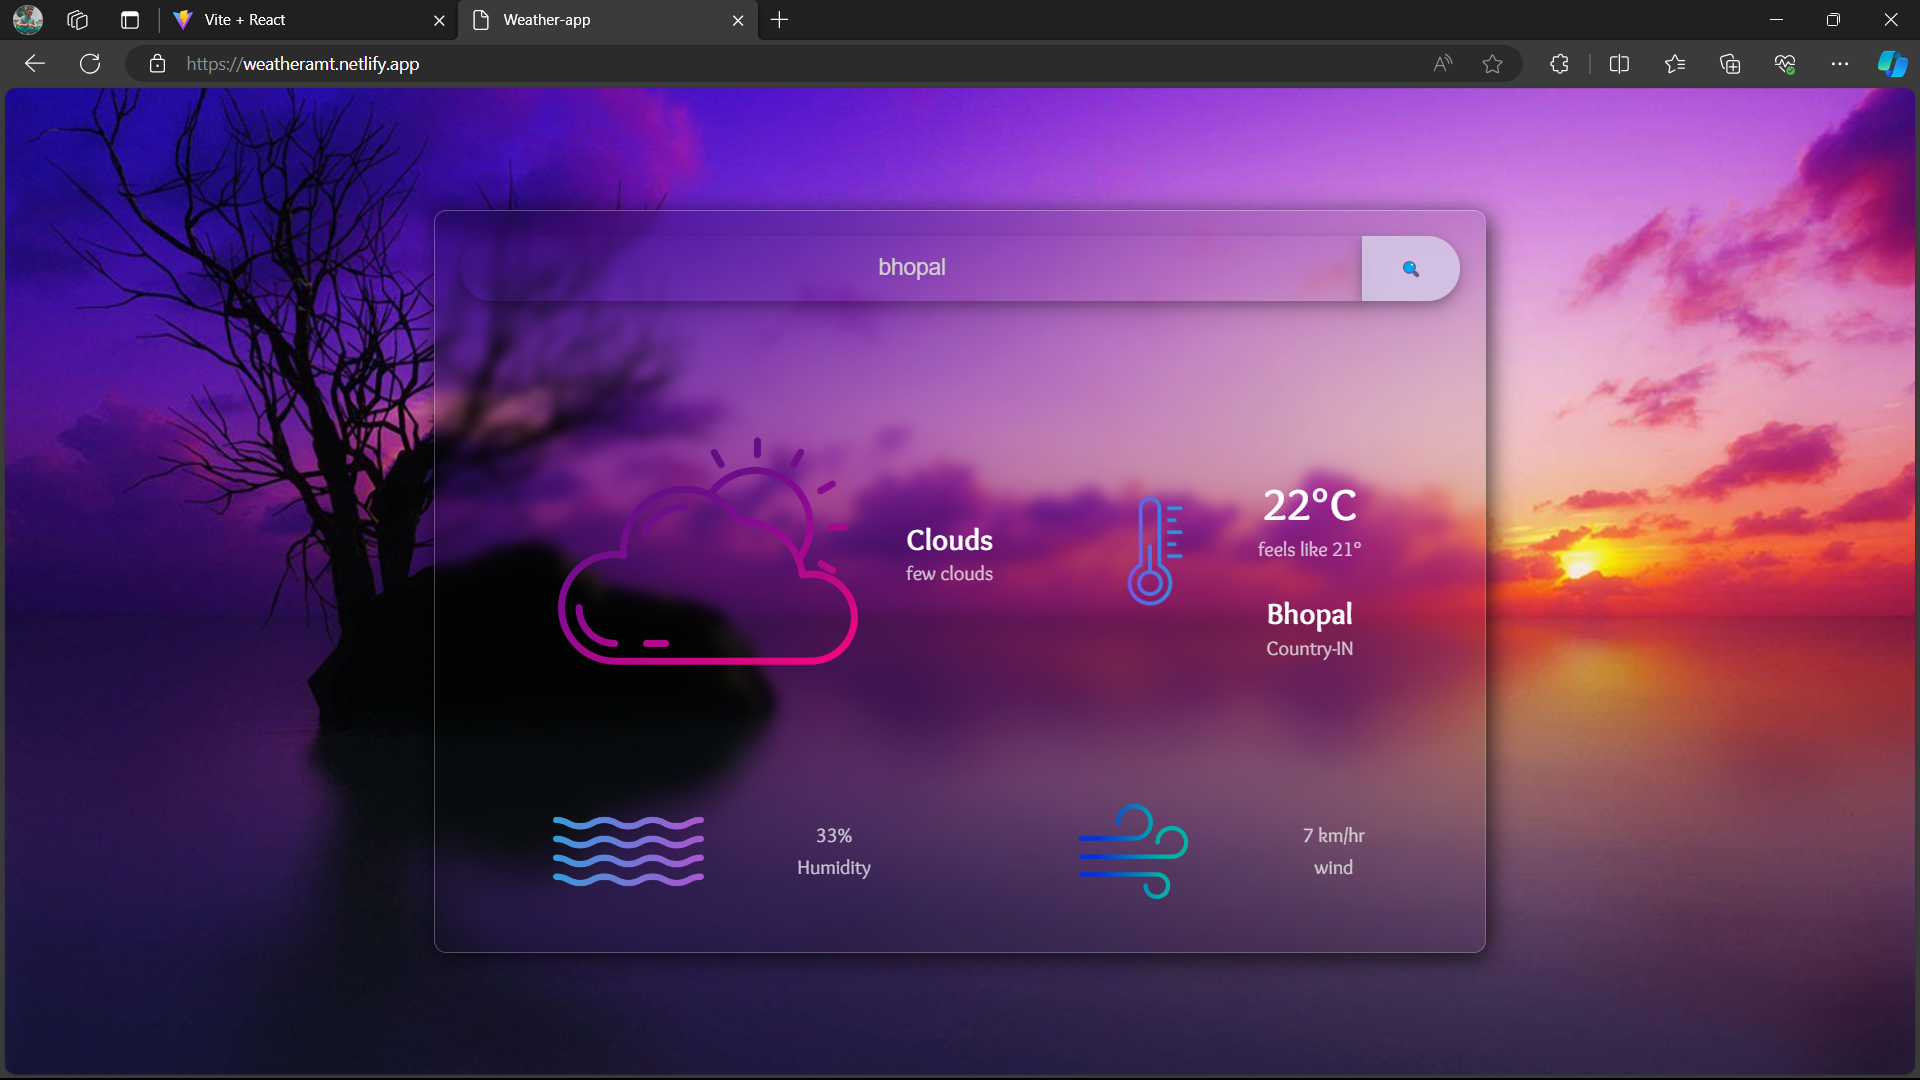 Vite + React
Weather-app
https://weatheramt.netlify.app
bhopal
Clouds
few clouds
22°C
feels like 21°
Bhopal
Country-IN
33%
Humidity
7 km/hr
wind